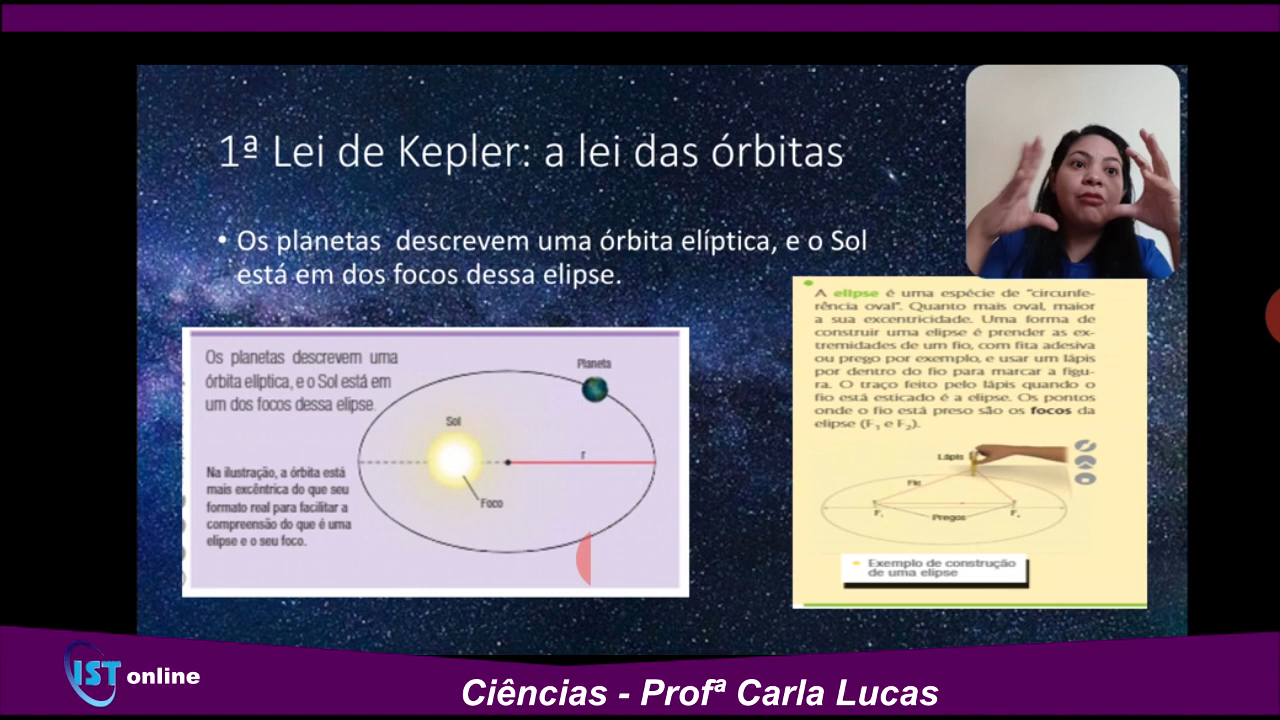 1ª Lei de Kepler: a lei das órbitas
• Os planetas descrevem uma órbita elíptica, e o Sol
está em dos focos dessa elipse.
Os planetas descrevem uma
órbita elíptica, e o Sol está em
um dos focos dessa elipse.
Planeta
Sol
r
Foco
Na ilustração, a órbita está
mais excêntrica do que seu
formato real para facilitar a
compreensão do que é uma
elipse e o seu foco.
A elipse é uma espécie de "circunfe-
rência oval". Quanto mais oval, maior
a sua excentricidade. Uma forma de
construir uma elipse é prender as ex-
tremidades de um fio, com fita adesiva
ou prego por exemplo, e usar um lápis
por dentro do fio para marcar a figu-
ra. O traço feito pelo lápis quando o
fio está esticado é a elipse. Os pontos
onde o fio está preso são os focos da
elipse (F₁ e F₂).
Lápis
Fio
F₁
Pregos
Exemplo de construção
de uma elipse
IST online
Ciências - Profª Carla Lucas